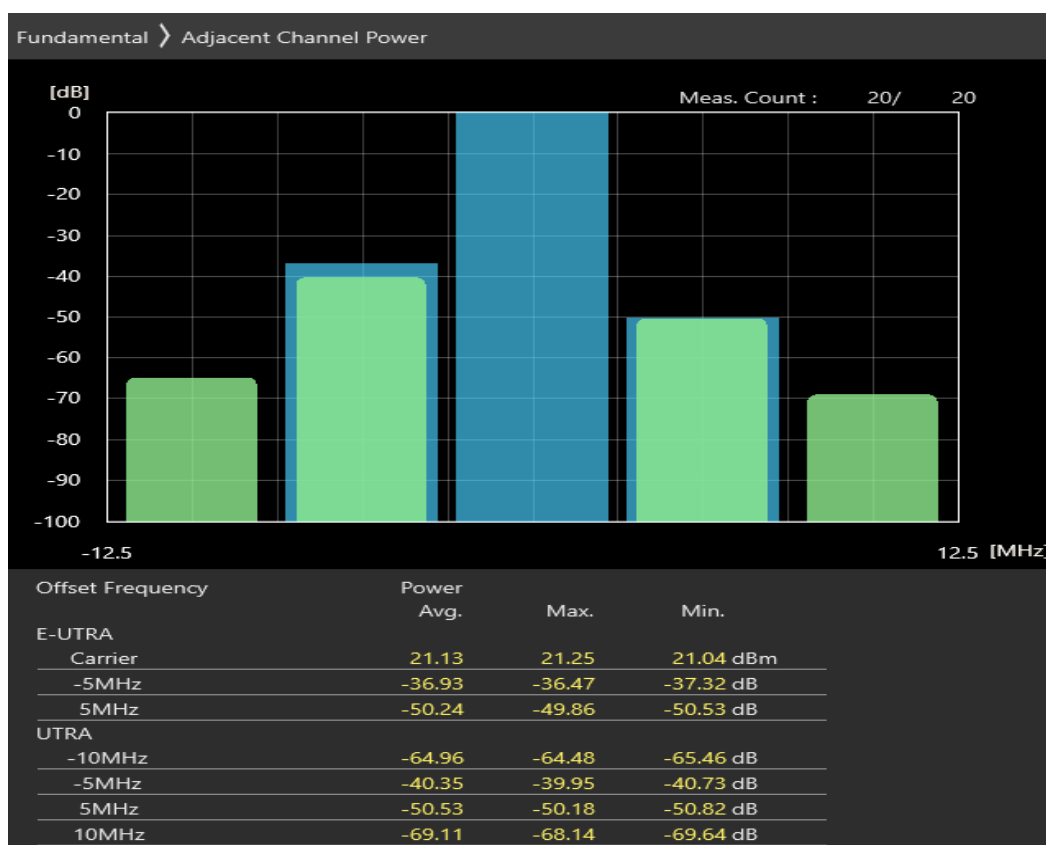 Fundamental ❯ Adjacent Channel Power
[dB]
Meas. Count : 20/ 20
0
-10
-20
-30
-40
-50
-60
-70
-80
-90
-100
-12.5 12.5 [MHz]
Offset Frequency Power
Avg. Max. Min.
E-UTRA
Carrier 21.13 21.25 21.04 dBm
-5MHz -36.93 -36.47 -37.32 dB
5MHz -50.24 -49.86 -50.53 dB
UTRA
-10MHz -64.96 -64.48 -65.46 dB
-5MHz -40.35 -39.95 -40.73 dB
5MHz -50.53 -50.18 -50.82 dB
10MHz -69.11 -68.14 -69.64 dB